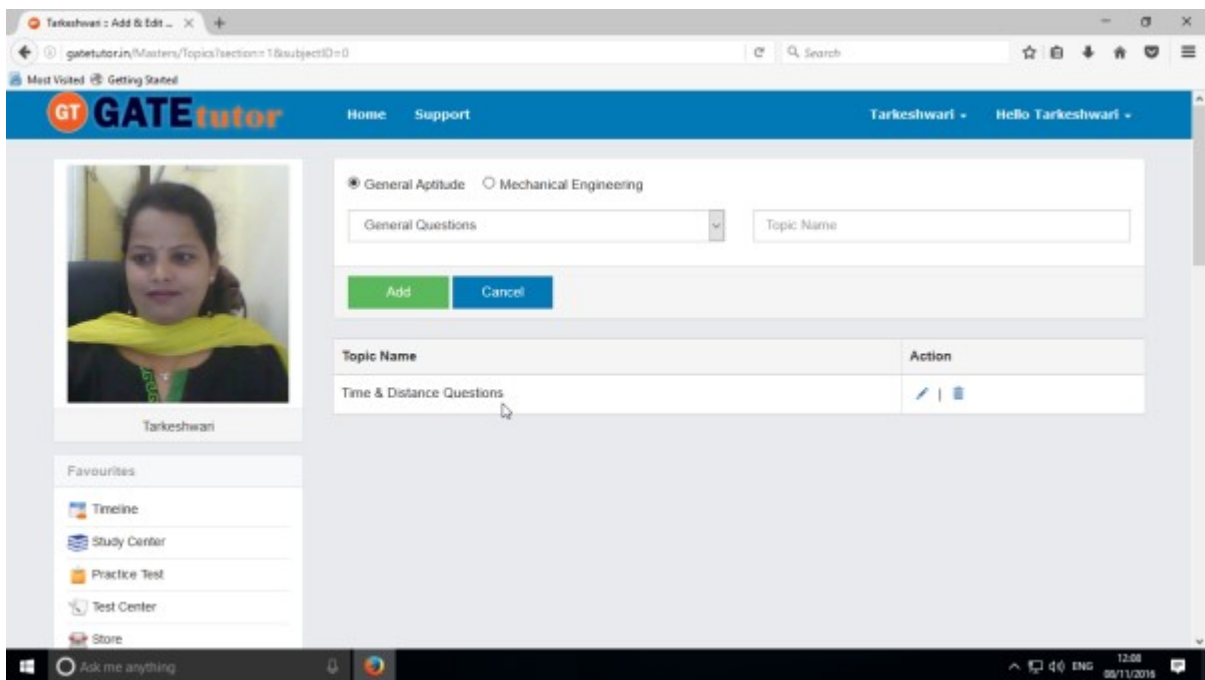 Tarkeshwari : Add & Edit ...
gatetutor.in/Masters/Topics?section=1&subjectID=0
Search
Most Visited Getting Started
GT GATEtutor
Home Support Tarkeshwari Hello Tarkeshwari
General Aptitude Mechanical Engineering
General Questions Topic Name
Add Cancel
Topic Name Action
Time & Distance Questions |
Tarkeshwari
Favourites
Timeline
Study Center
Practice Test
Test Center
Store
Ask me anything ENG 12:08
08/11/2016